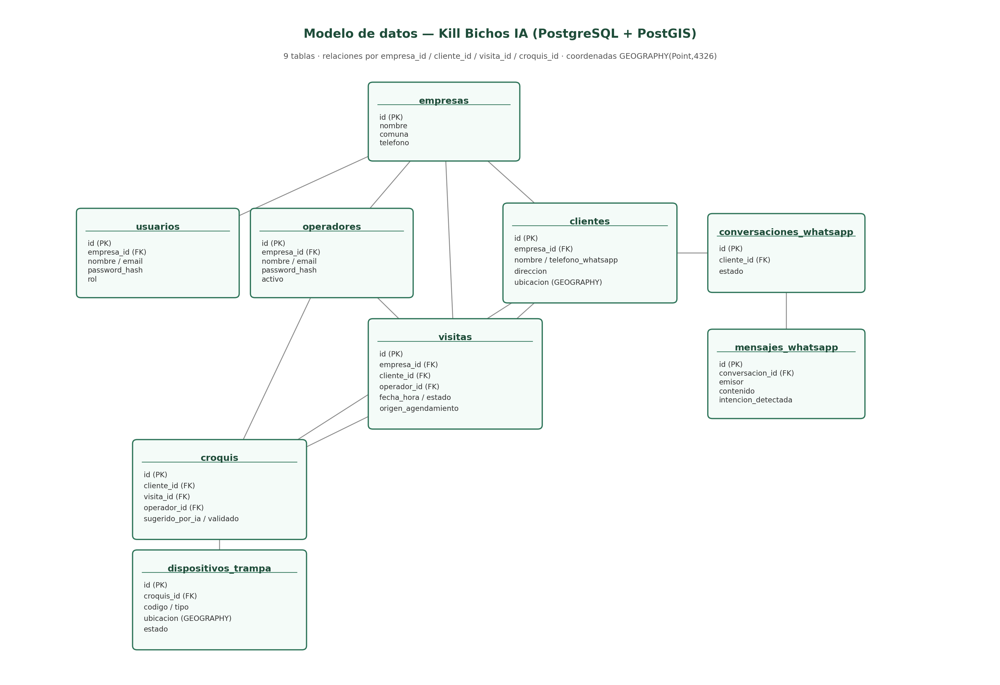 Modelo de datos — Kill Bichos IA (PostgreSQL + PostGIS)
9 tablas · relaciones por empresa_id / cliente_id / visita_id / croquis_id · coordenadas GEOGRAPHY(Point,4326)
empresas
id (PK)
nombre
comuna
telefono
usuarios
id (PK)
empresa_id (FK)
nombre / email
password_hash
rol
operadores
id (PK)
empresa_id (FK)
nombre / email
password_hash
activo
clientes
id (PK)
empresa_id (FK)
nombre / telefono_whatsapp
direccion
ubicacion (GEOGRAPHY)
conversaciones_whatsapp
id (PK)
cliente_id (FK)
estado
visitas
id (PK)
empresa_id (FK)
cliente_id (FK)
operador_id (FK)
fecha_hora / estado
origen_agendamiento
mensajes_whatsapp
id (PK)
conversacion_id (FK)
emisor
contenido
intencion_detectada
croquis
id (PK)
cliente_id (FK)
visita_id (FK)
operador_id (FK)
sugerido_por_ia / validado
dispositivos_trampa
id (PK)
croquis_id (FK)
codigo / tipo
ubicacion (GEOGRAPHY)
estado